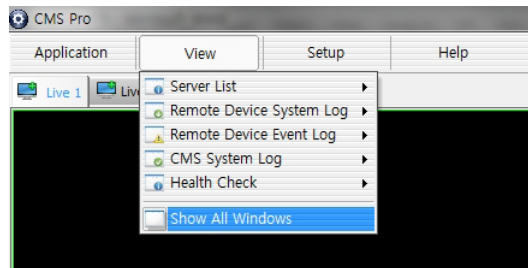 CMS Pro
Application View Setup Help
Live 1 Liv
Server List
Remote Device System Log
Remote Device Event Log
CMS System Log
Health Check
Show All Windows